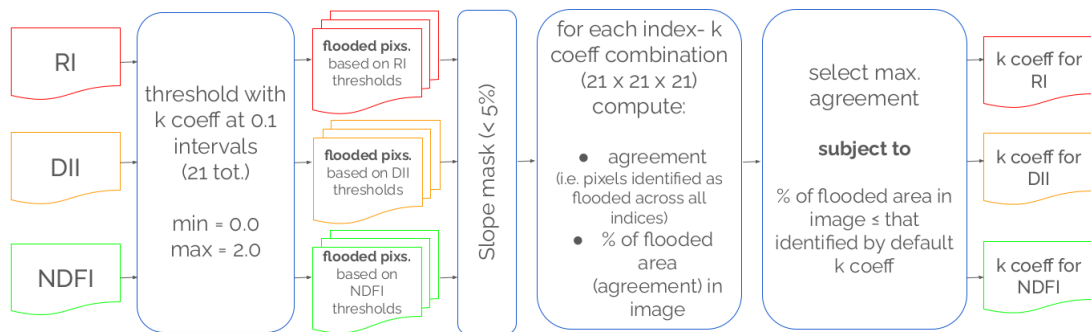 RI
DII
NDFI
threshold with
k coeff at 0.1
intervals
(21 tot.)
min = 0.0
max = 2.0
flooded pixs.
based on RI
thresholds
flooded pixs.
based on DII
thresholds
flooded pixs.
based on
NDFI
thresholds
Slope mask (< 5%)
for each index- k
coeff combination
(21 x 21 x 21)
compute:
● agreement
(i.e. pixels identified as
flooded across all
indices)
● % of flooded
area
(agreement) in
image
select max.
agreement
subject to
% of flooded area in
image ≤ that
identified by default
k coeff
k coeff for
RI
k coeff for
DII
k coeff for
NDFI